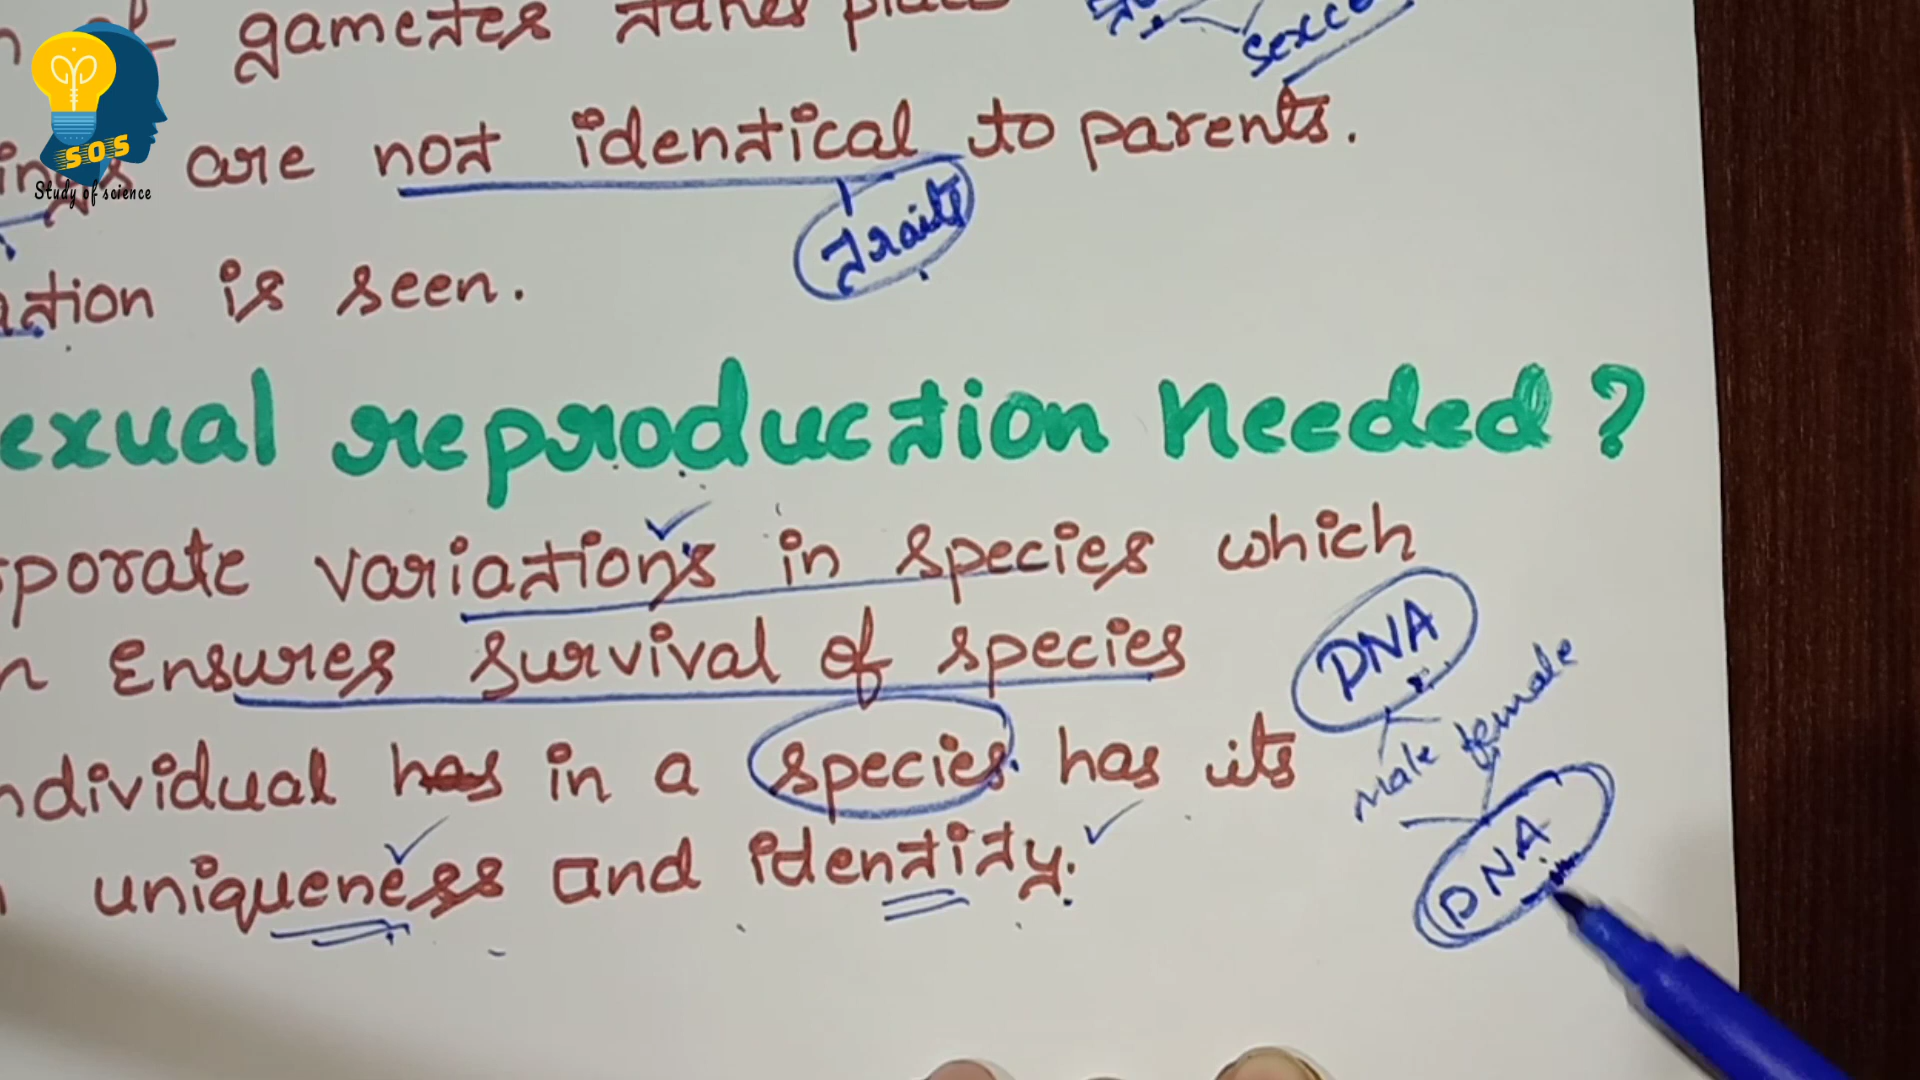 gametes takes place
are not identical to parents.
traits
ation is seen.
exual reproduction Needed?
porate variations in species which
n Ensures survival of species
DNA
male female
ndividual has in a species has its
DNA
uniqueness and identity.
SOS
Study of science